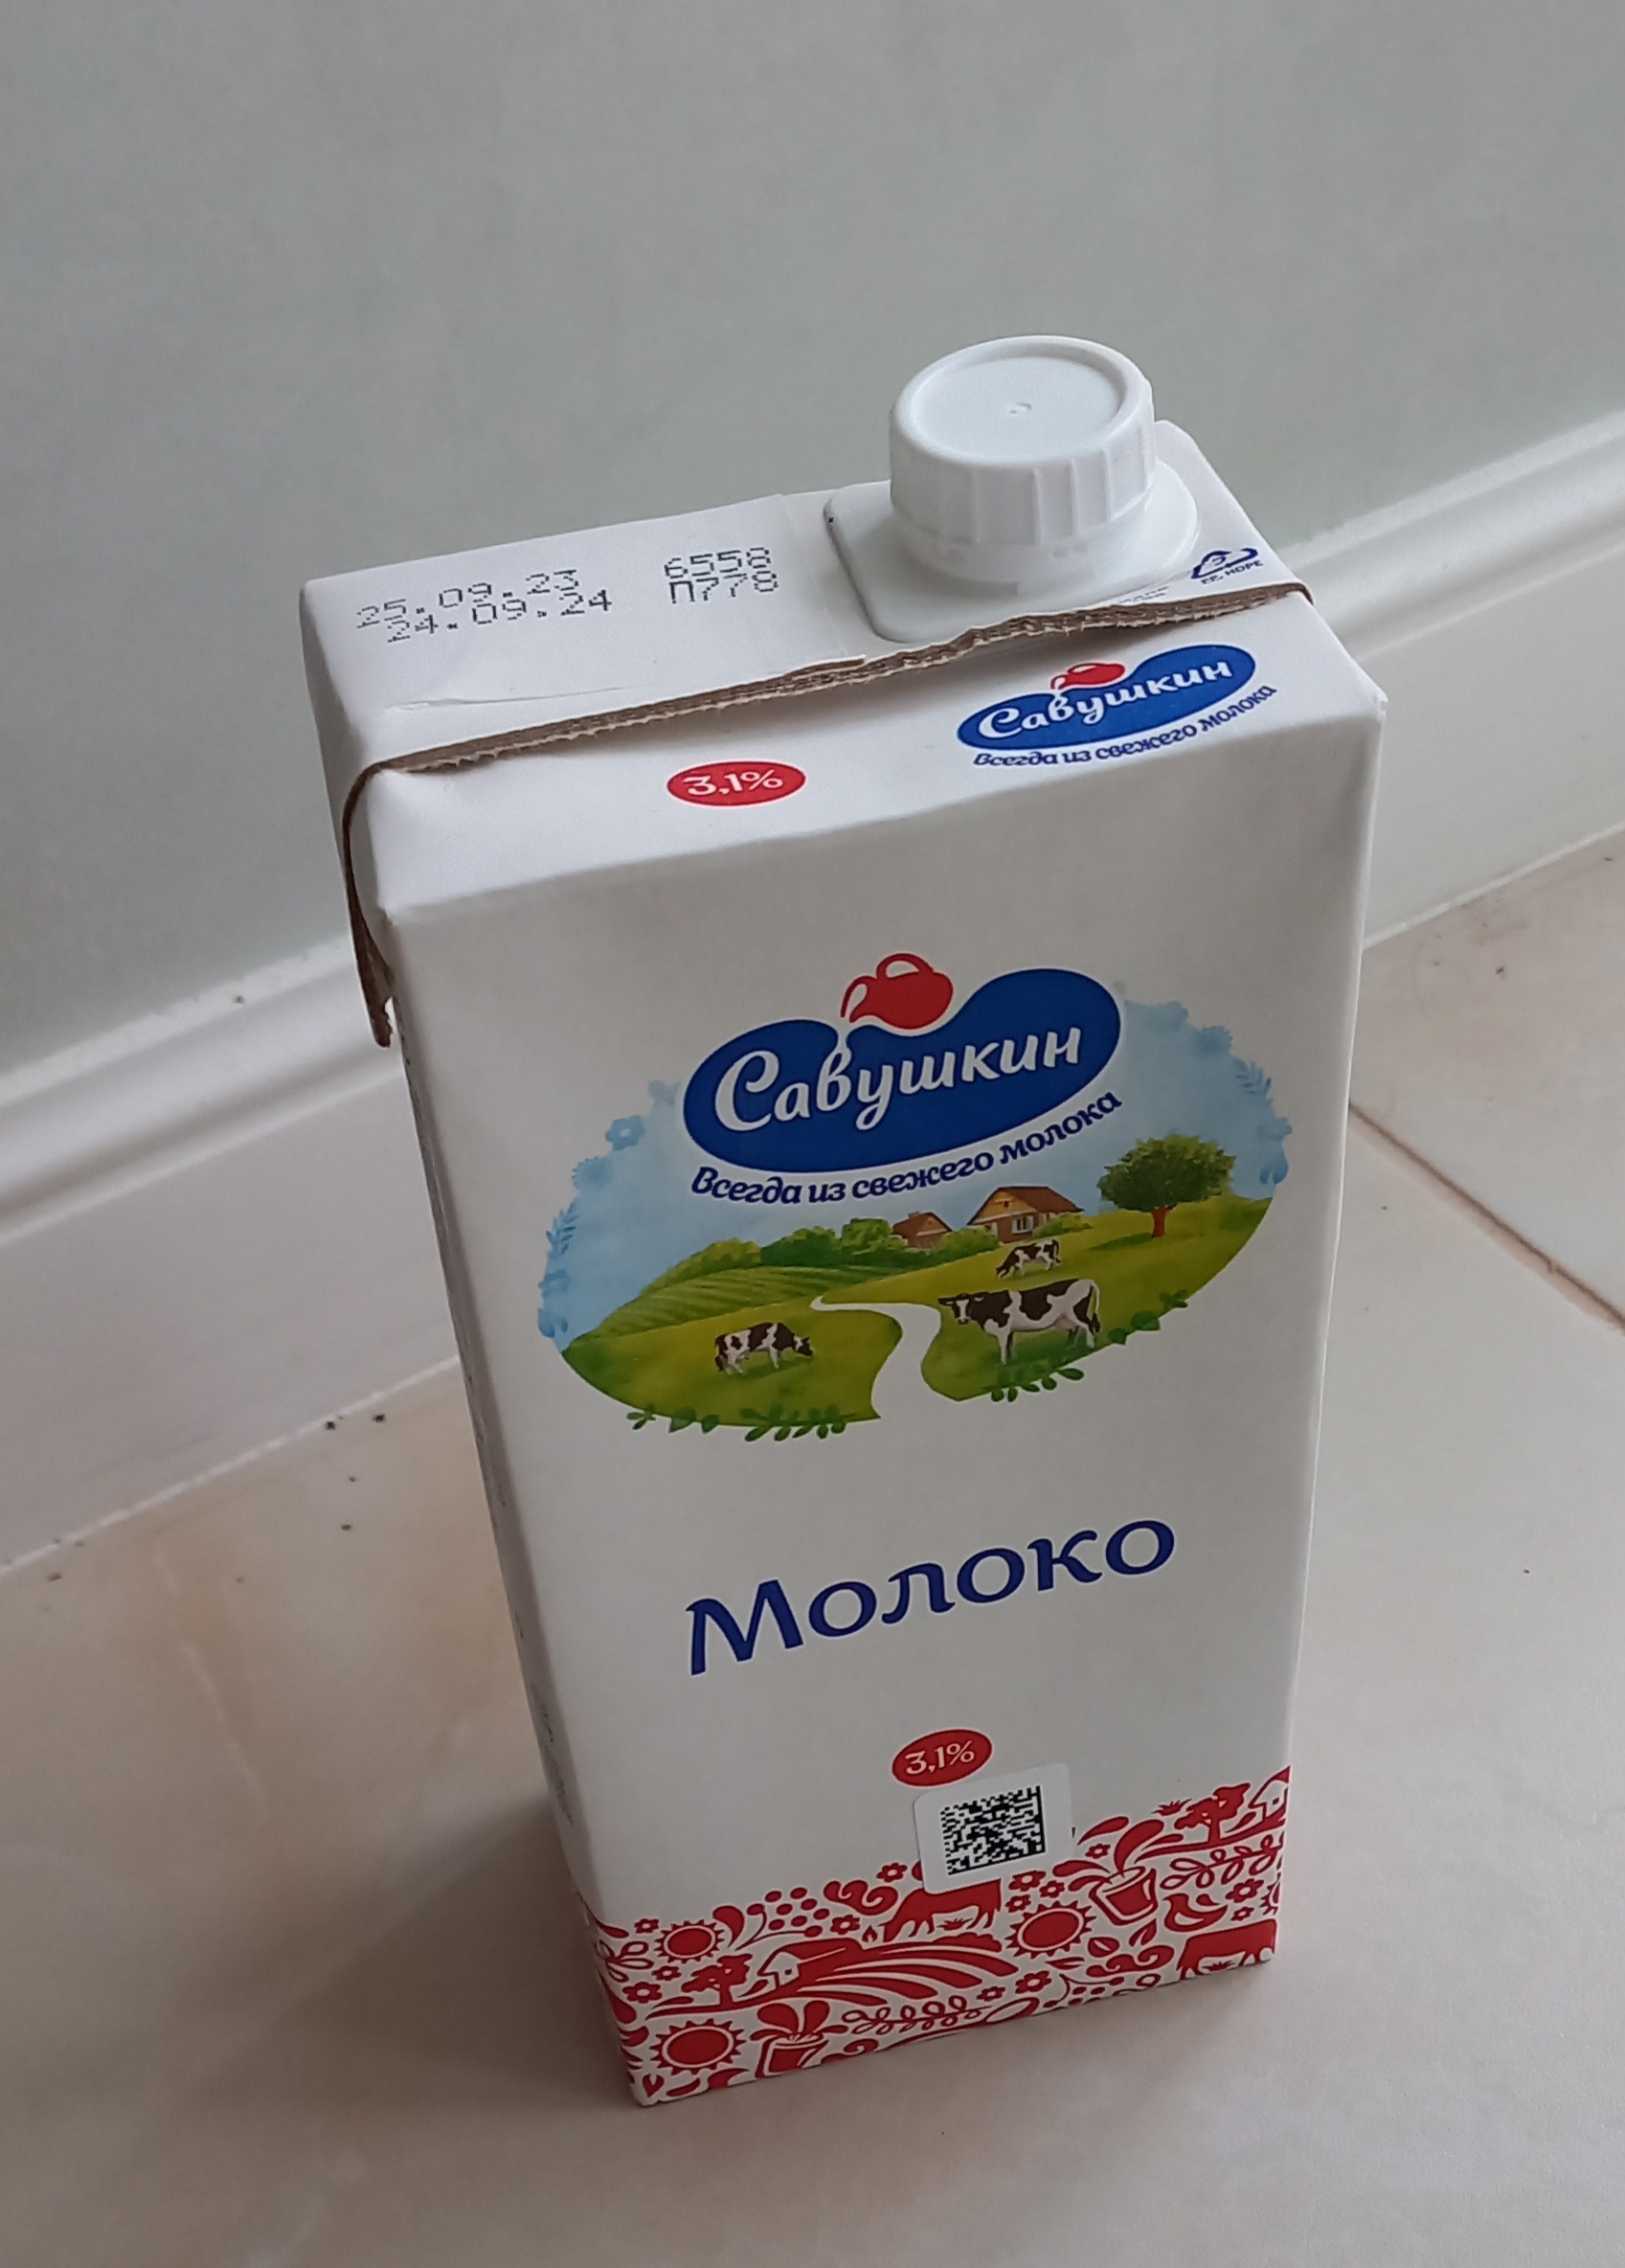 25.09.23 6558
24.09.24 П778
HDPE
Савушкин
Всегда из свежего молока
3,1%
Савушкин
Всегда из свежего молока
Молоко
3,1%